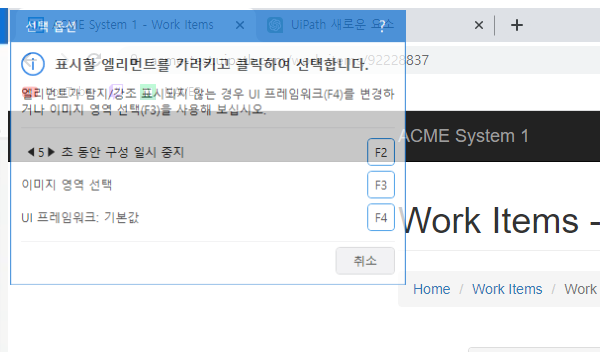 ACME System 1 - Work Items
UiPath 새로운 요소
선택 옵션 ?
92228837
표시할 엘리먼트를 가리키고 클릭하여 선택합니다.
엘리먼트가 탐지/강조 표시되지 않는 경우 UI 프레임워크(F4)를 변경하
거나 이미지 영역 선택(F3)을 사용해 보십시오.
ACME System 1
◀ 5 ▶ 초 동안 구성 일시 중지 F2
이미지 영역 선택 F3
UI 프레임워크: 기본값 F4
Work Items -
취소
Home / Work Items / Work